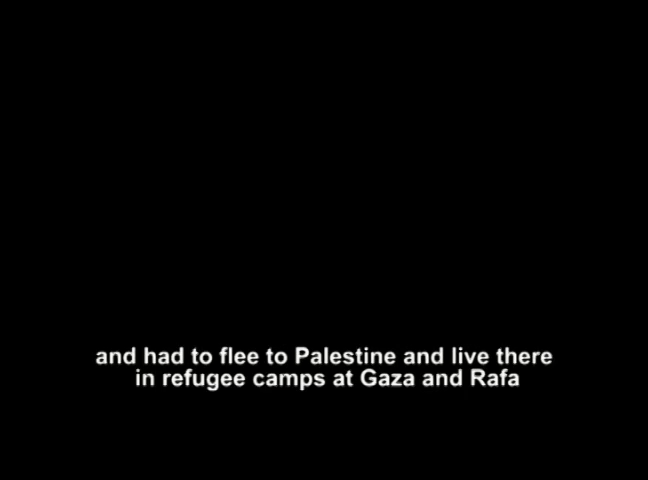 and had to flee to Palestine and live there
in refugee camps at Gaza and Rafa